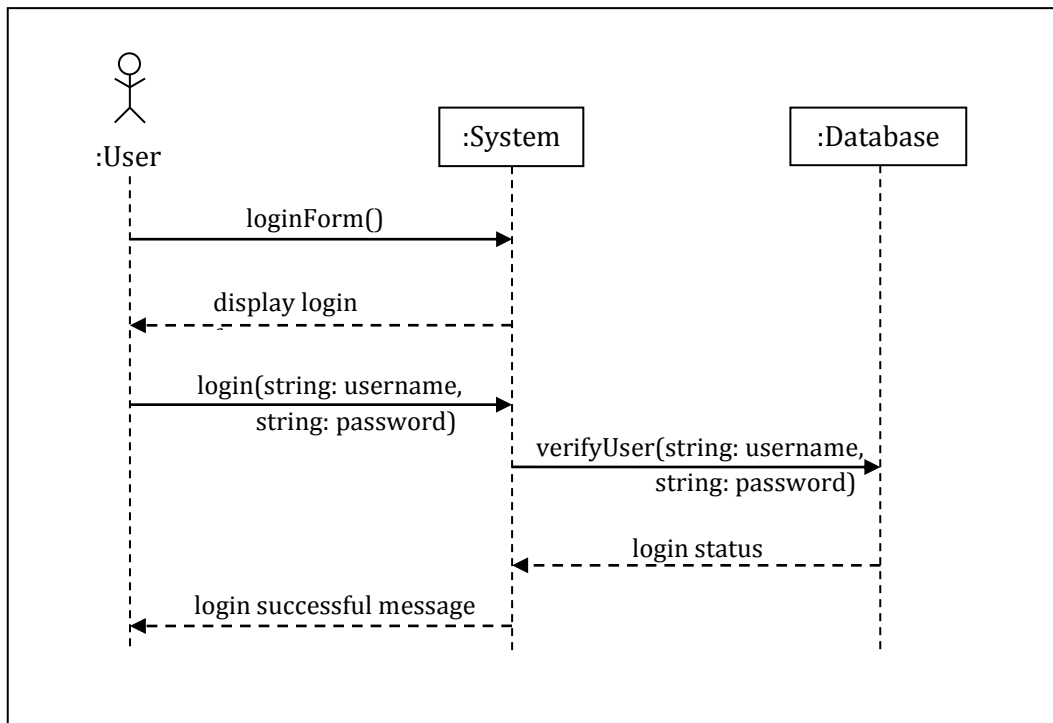 :User
:System
:Database
loginForm()
display login
login(string: username,
string: password)
verifyUser(string: username,
string: password)
login status
login successful message